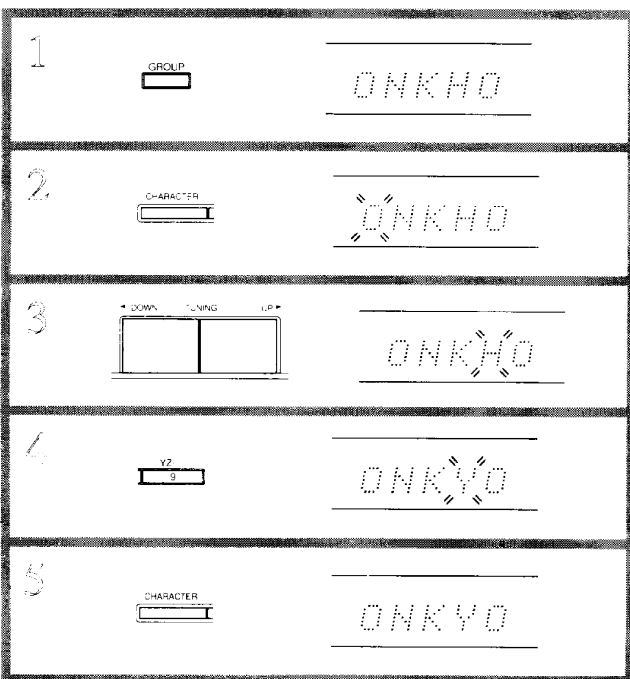 1
GROUP
ONKHO
2
CHARACTER
ONKHO
3
◄ DOWN TUNING UP ►
ONKHO
4
YZ
9
ONKYO
5
CHARACTER
ONKYO